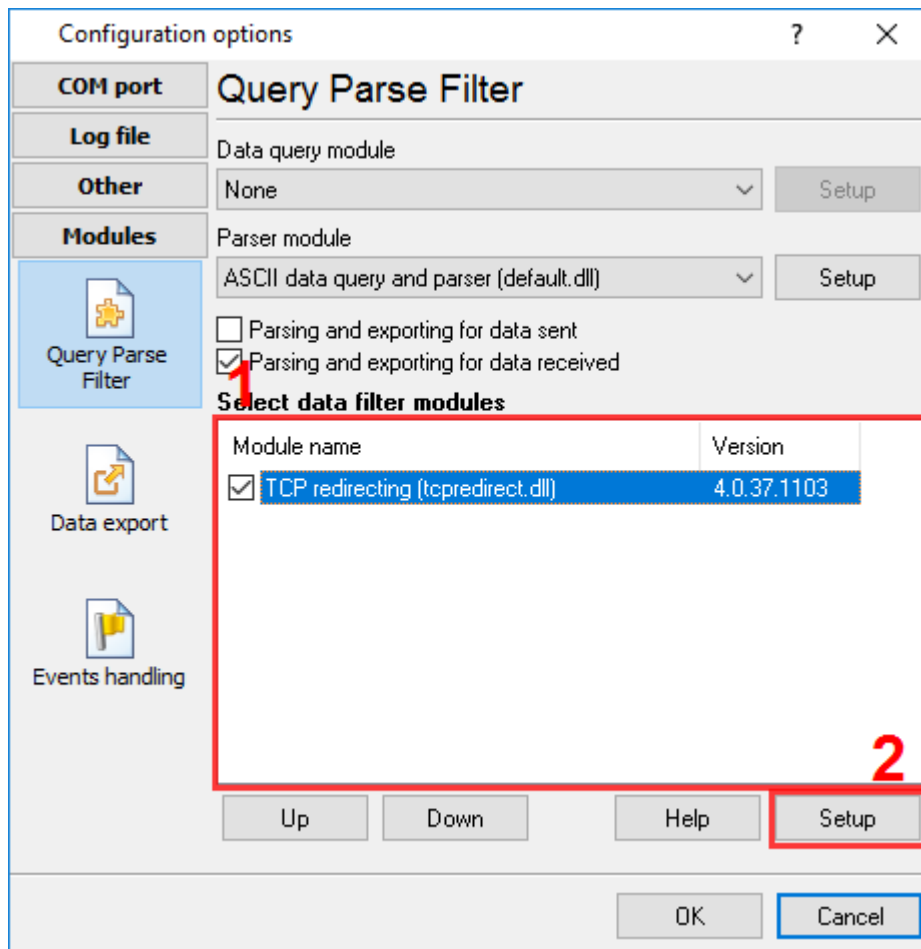 Configuration options
?
COM port
Log file
Other
Modules
Query Parse
Filter
Data export
Events handling
Query Parse Filter
Data query module
None
Setup
Parser module
ASCII data query and parser (default.dll)
Setup
Parsing and exporting for data sent
Parsing and exporting for data received
1
Select data filter modules
Module name Version
TCP redirecting (tcpredirect.dll) 4.0.37.1103
2
Up Down Help Setup
OK Cancel